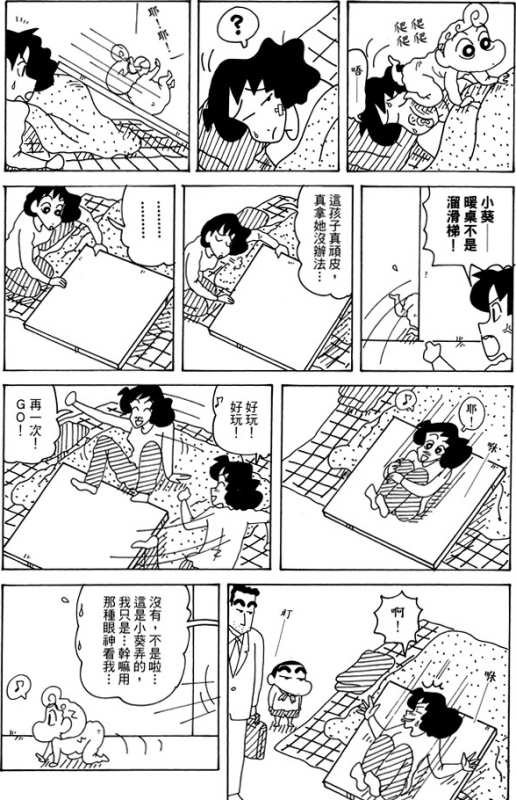 爬爬
爬爬
唔⋯
?
耶!
耶!
小葵——
暖桌不是
溜滑梯!
這孩子真頑皮,
真拿她沒辦法⋯
⋯⋯⋯
⋯⋯⋯
耶!
咻—
好玩!
好玩!
再一次!
GO!
啊!
咻—
盯
沒有,不是啦⋯
這是小葵弄的,
我只是⋯幹嘛用
那種眼神看我⋯